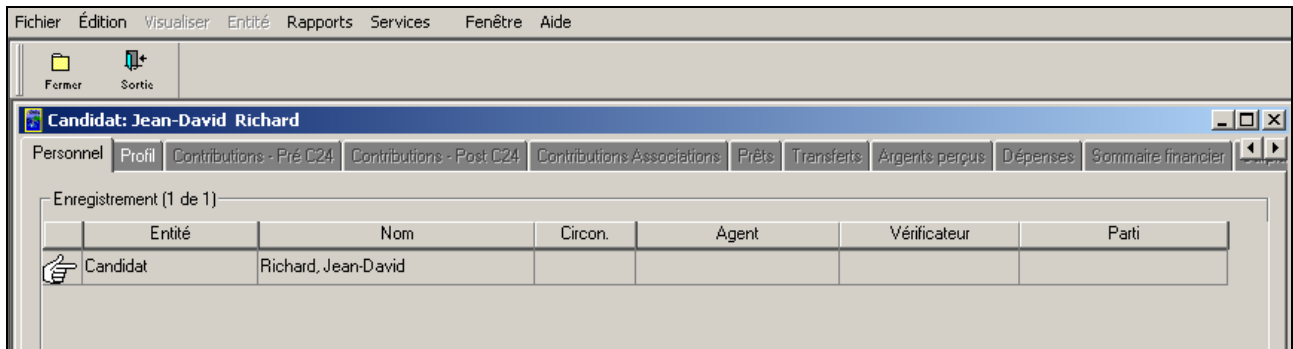 Fichier Édition Visualiser Entité Rapports Services Fenêtre Aide
Fermer Sortie
Candidat: Jean-David Richard
Personnel Profil Contributions - Pré C24 Contributions - Post C24 Contributions Associations Prêts Transferts Argents perçus Dépenses Sommaire financier
Enregistrement (1 de 1)
Entité Nom Circon. Agent Vérificateur Parti
Candidat Richard, Jean-David